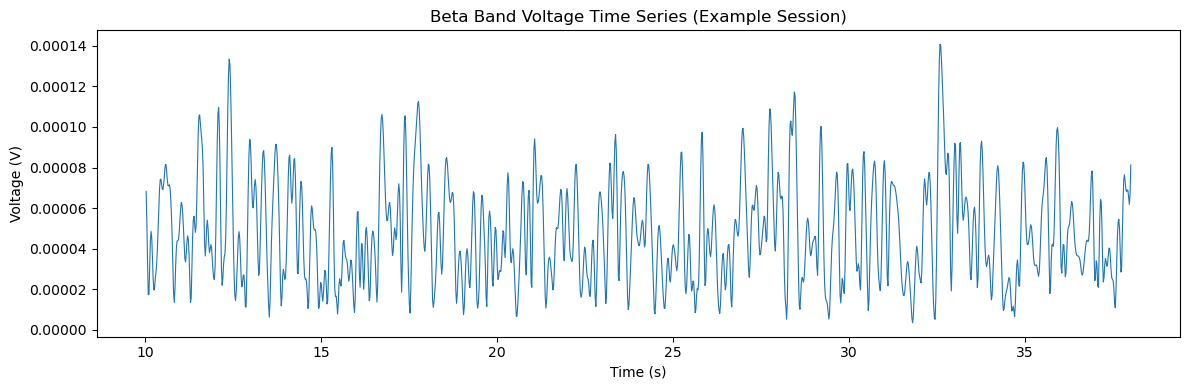 Beta Band Voltage Time Series (Example Session)
Voltage (V)
0.00014
0.00012
0.00010
0.00008
0.00006
0.00004
0.00002
0.00000
10 15 20 25 30 35
Time (s)